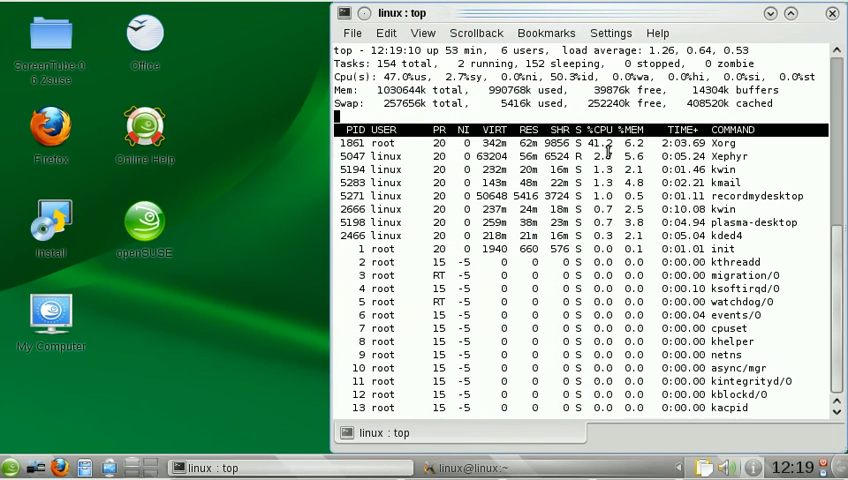 ScreenTube-0
6.2suse
Office
Firefox
Online Help
Install
openSUSE
My Computer
linux : top
File Edit View Scrollback Bookmarks Settings Help
top - 12:19:10 up 53 min, 6 users, load average: 1.26, 0.64, 0.53
Tasks: 154 total, 2 running, 152 sleeping, 0 stopped, 0 zombie
Cpu(s): 47.0%us, 2.7%sy, 0.0%ni, 50.3%id, 0.0%wa, 0.0%hi, 0.0%si, 0.0%st
Mem: 1030644k total, 990768k used, 39876k free, 14304k buffers
Swap: 257656k total, 5416k used, 252240k free, 408520k cached
PID USER PR NI VIRT RES SHR S %CPU %MEM TIME+ COMMAND
1861 root 20 0 342m 62m 9856 S 41.2 6.2 2:03.69 Xorg
5047 linux 20 0 63204 56m 6524 R 5.6 0:05.24 Xephyr
5194 linux 20 0 232m 20m 16m S 1.3 2.1 0:01.46 kwin
5283 linux 20 0 143m 48m 22m S 1.3 4.8 0:02.21 kmail
5271 linux 20 0 50648 5416 3724 S 1.0 0.5 0:01.11 recordmydesktop
2666 linux 20 0 237m 24m 18m S 0.7 2.5 0:10.08 kwin
5198 linux 20 0 259m 38m 23m S 0.7 3.8 0:04.94 plasma-desktop
2466 linux 20 0 218m 21m 16m S 0.3 2.1 0:05.04 kded4
1 root 20 0 1940 660 576 S 0.0 0.1 0:01.01 init
2 root 15 -5 0 0 0 S 0.0 0.0 0:00.00 kthreadd
3 root RT -5 0 0 0 S 0.0 0.0 0:00.00 migration/0
4 root 15 -5 0 0 0 S 0.0 0.0 0:00.10 ksoftirqd/0
5 root RT -5 0 0 0 S 0.0 0.0 0:00.00 watchdog/0
6 root 15 -5 0 0 0 S 0.0 0.0 0:00.04 events/0
7 root 15 -5 0 0 0 S 0.0 0.0 0:00.00 cpuset
8 root 15 -5 0 0 0 S 0.0 0.0 0:00.00 khelper
9 root 15 -5 0 0 0 S 0.0 0.0 0:00.00 netns
10 root 15 -5 0 0 0 S 0.0 0.0 0:00.00 async/mgr
11 root 15 -5 0 0 0 S 0.0 0.0 0:00.00 kintegrityd/0
12 root 15 -5 0 0 0 S 0.0 0.0 0:00.00 kblockd/0
13 root 15 -5 0 0 0 S 0.0 0.0 0:00.00 kacpid
linux : top
linux : top linux@linux:~ 12:19